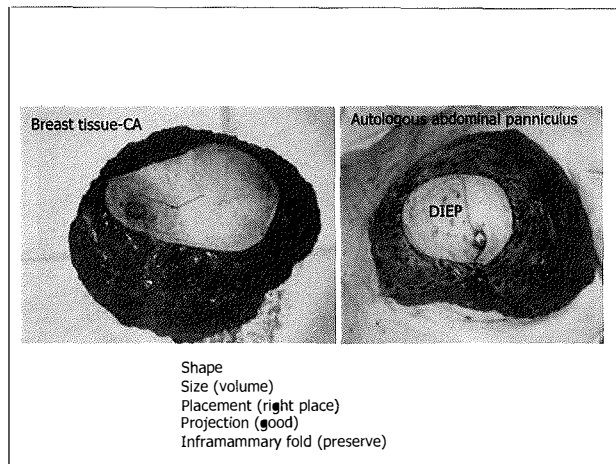 Breast tissue-CA
Autologous abdominal panniculus
DIEP
Shape
Size (volume)
Placement (right place)
Projection (good)
Inframammary fold (preserve)